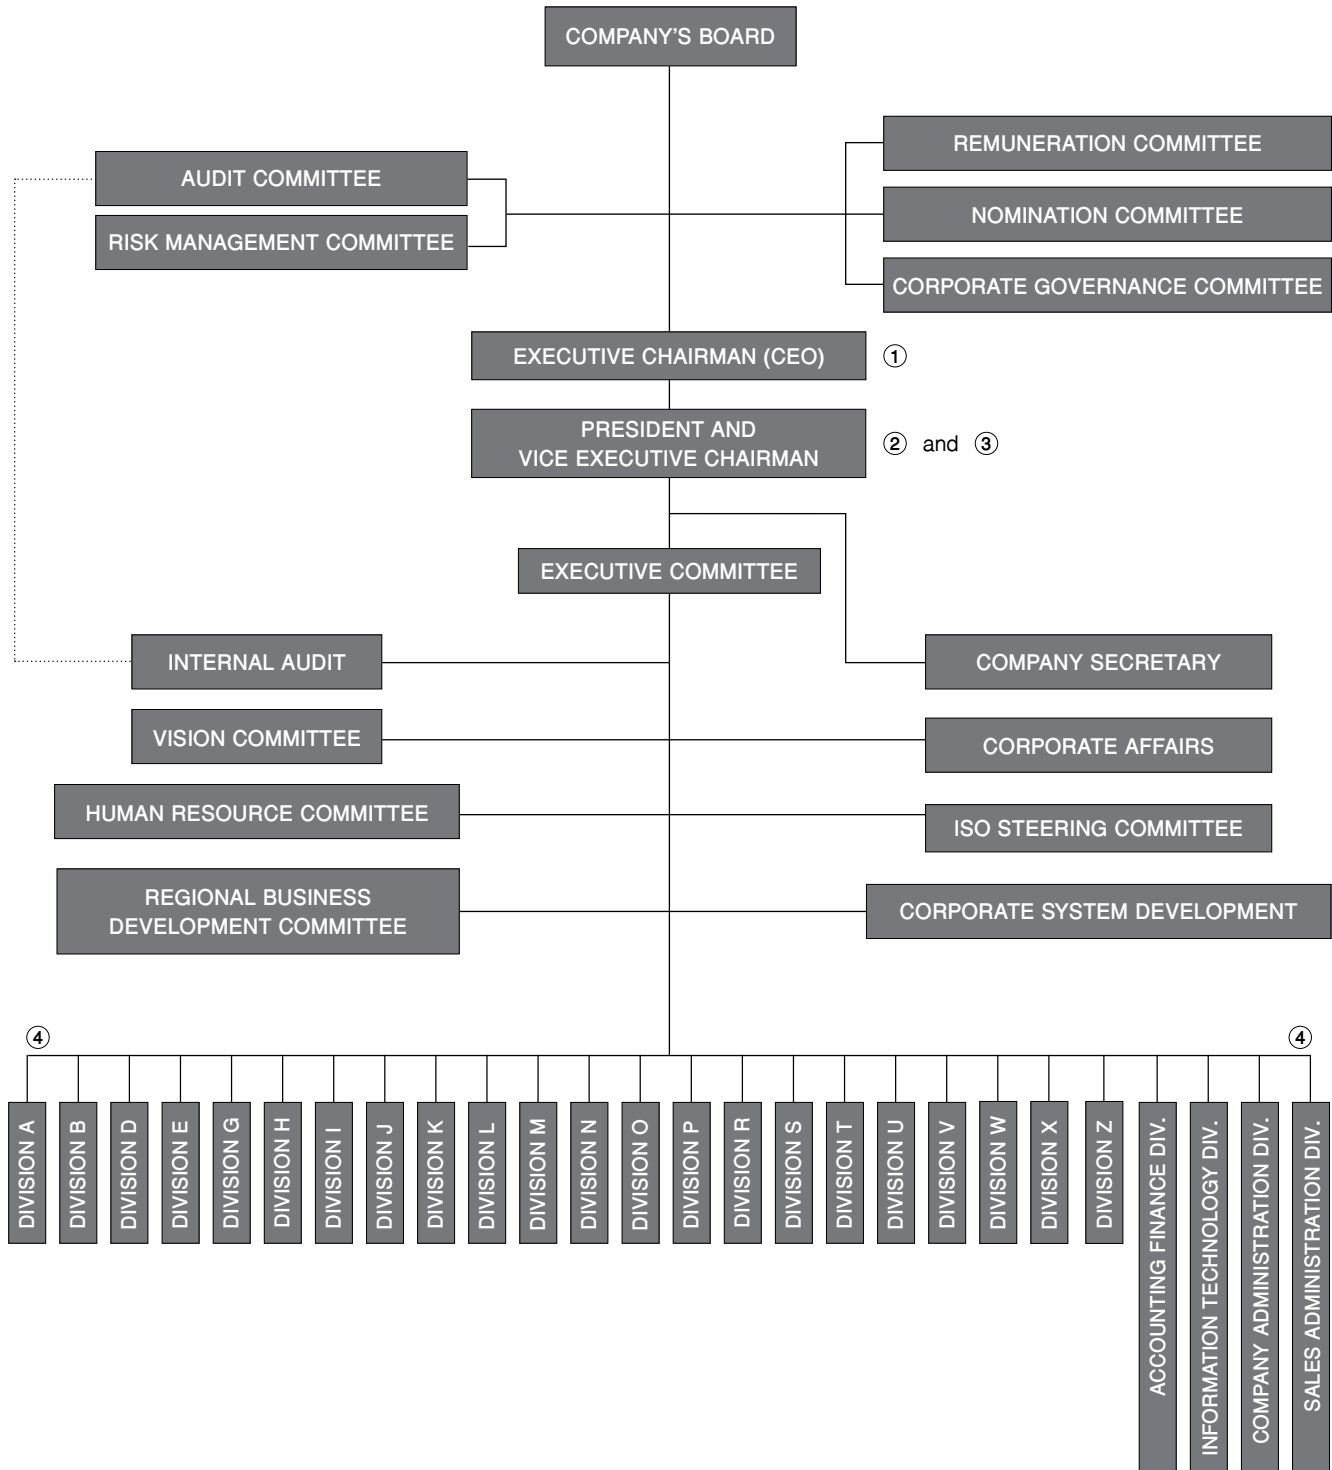 COMPANY'S BOARD
REMUNERATION COMMITTEE
AUDIT COMMITTEE
NOMINATION COMMITTEE
RISK MANAGEMENT COMMITTEE
CORPORATE GOVERNANCE COMMITTEE
EXECUTIVE CHAIRMAN (CEO) ①
PRESIDENT AND
VICE EXECUTIVE CHAIRMAN
② and ③
EXECUTIVE COMMITTEE
INTERNAL AUDIT
COMPANY SECRETARY
VISION COMMITTEE
CORPORATE AFFAIRS
HUMAN RESOURCE COMMITTEE
ISO STEERING COMMITTEE
REGIONAL BUSINESS
DEVELOPMENT COMMITTEE
CORPORATE SYSTEM DEVELOPMENT
④
④
DIVISION A
DIVISION B
DIVISION D
DIVISION E
DIVISION G
DIVISION H
DIVISION I
DIVISION J
DIVISION K
DIVISION L
DIVISION M
DIVISION N
DIVISION O
DIVISION P
DIVISION R
DIVISION S
DIVISION T
DIVISION U
DIVISION V
DIVISION W
DIVISION X
DIVISION Z
ACCOUNTING FINANCE DIV.
INFORMATION TECHNOLOGY DIV.
COMPANY ADMINISTRATION DIV.
SALES ADMINISTRATION DIV.